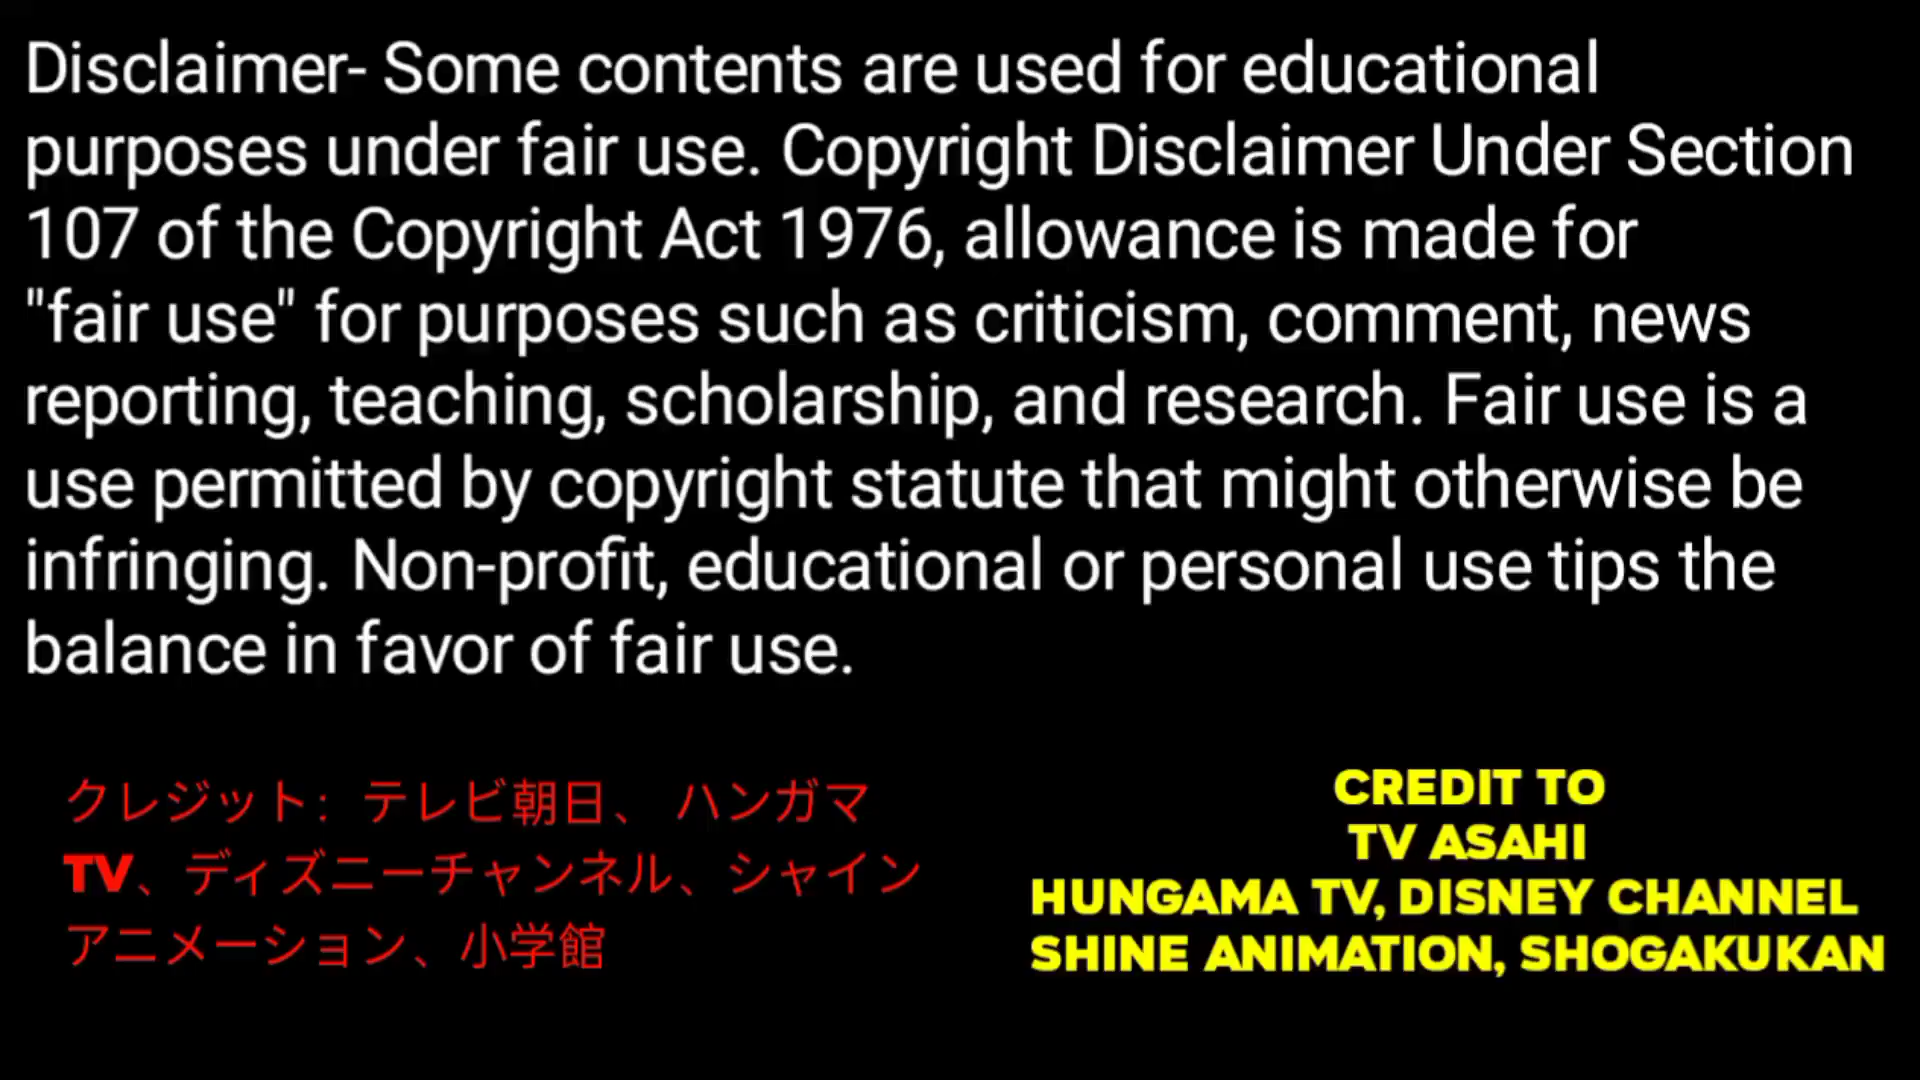 Disclaimer- Some contents are used for educational
purposes under fair use. Copyright Disclaimer Under Section
107 of the Copyright Act 1976, allowance is made for
"fair use" for purposes such as criticism, comment, news
reporting, teaching, scholarship, and research. Fair use is a
use permitted by copyright statute that might otherwise be
infringing. Non-profit, educational or personal use tips the
balance in favor of fair use.
クレジット: テレビ朝日、 ハンガマ
TV、ディズニーチャンネル、シャイン
アニメーション、小学館
CREDIT TO
TV ASAHI
HUNGAMA TV, DISNEY CHANNEL
SHINE ANIMATION, SHOGAKUKAN